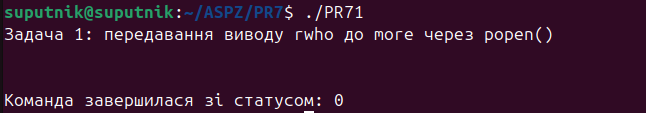 suputnik@suputnik:~/ASPZ/PR7$ ./PR71
Задача 1: передавання виводу rwho до more через popen()
Команда завершилася зі статусом: 0